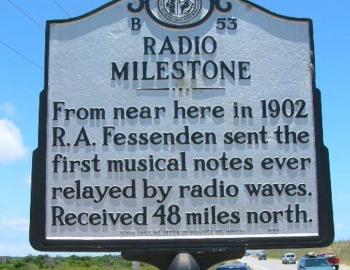 B 53
RADIO
MILESTONE
From near here in 1902
R.A. Fessenden sent the
first musical notes ever
relayed by radio waves.
Received 48 miles north.